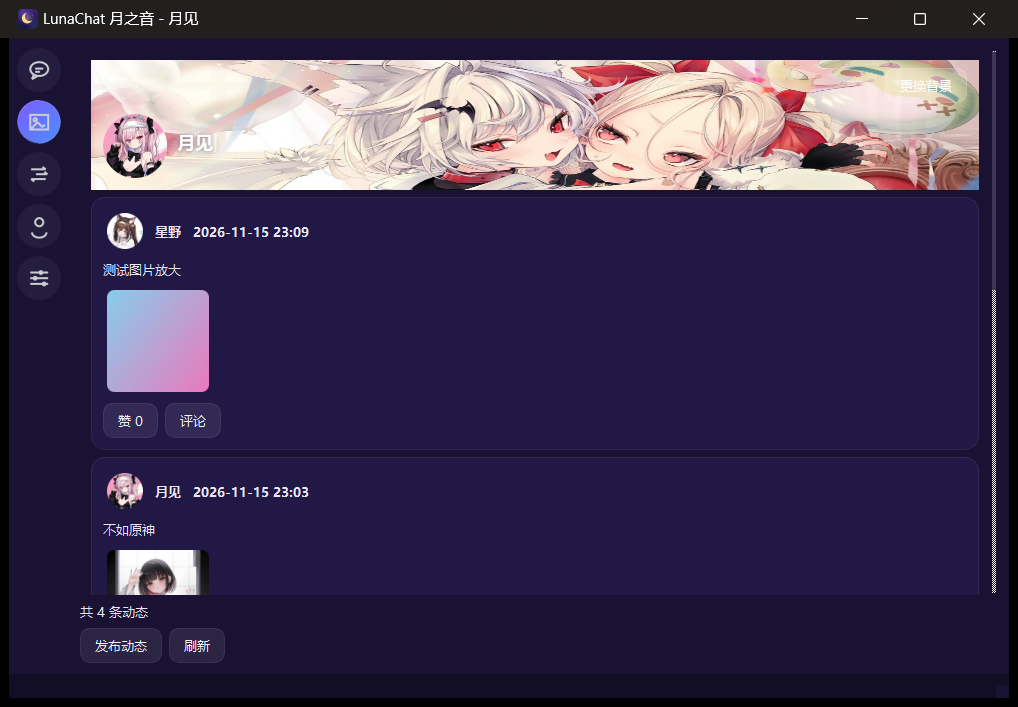 LunaChat 月之音 - 月见
更换背景
月见
星野 2026-11-15 23:09
测试图片放大
赞 0 评论
月见 2026-11-15 23:03
不如原神
共 4 条动态
发布动态 刷新